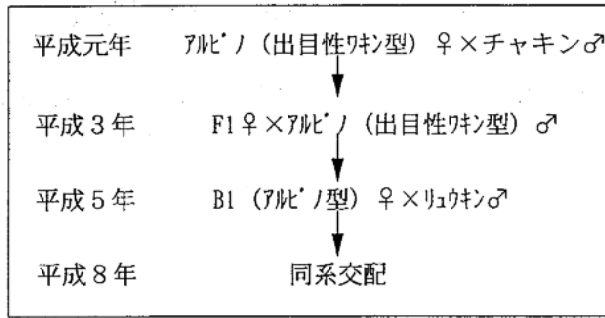 平成元年 アルビノ（出目性ワキン型）♀×チャキン♂
平成３年 F1♀×アルビノ（出目性ワキン型）♂
平成５年 B1（アルビノ型）♀×リュウキン♂
平成８年 同系交配